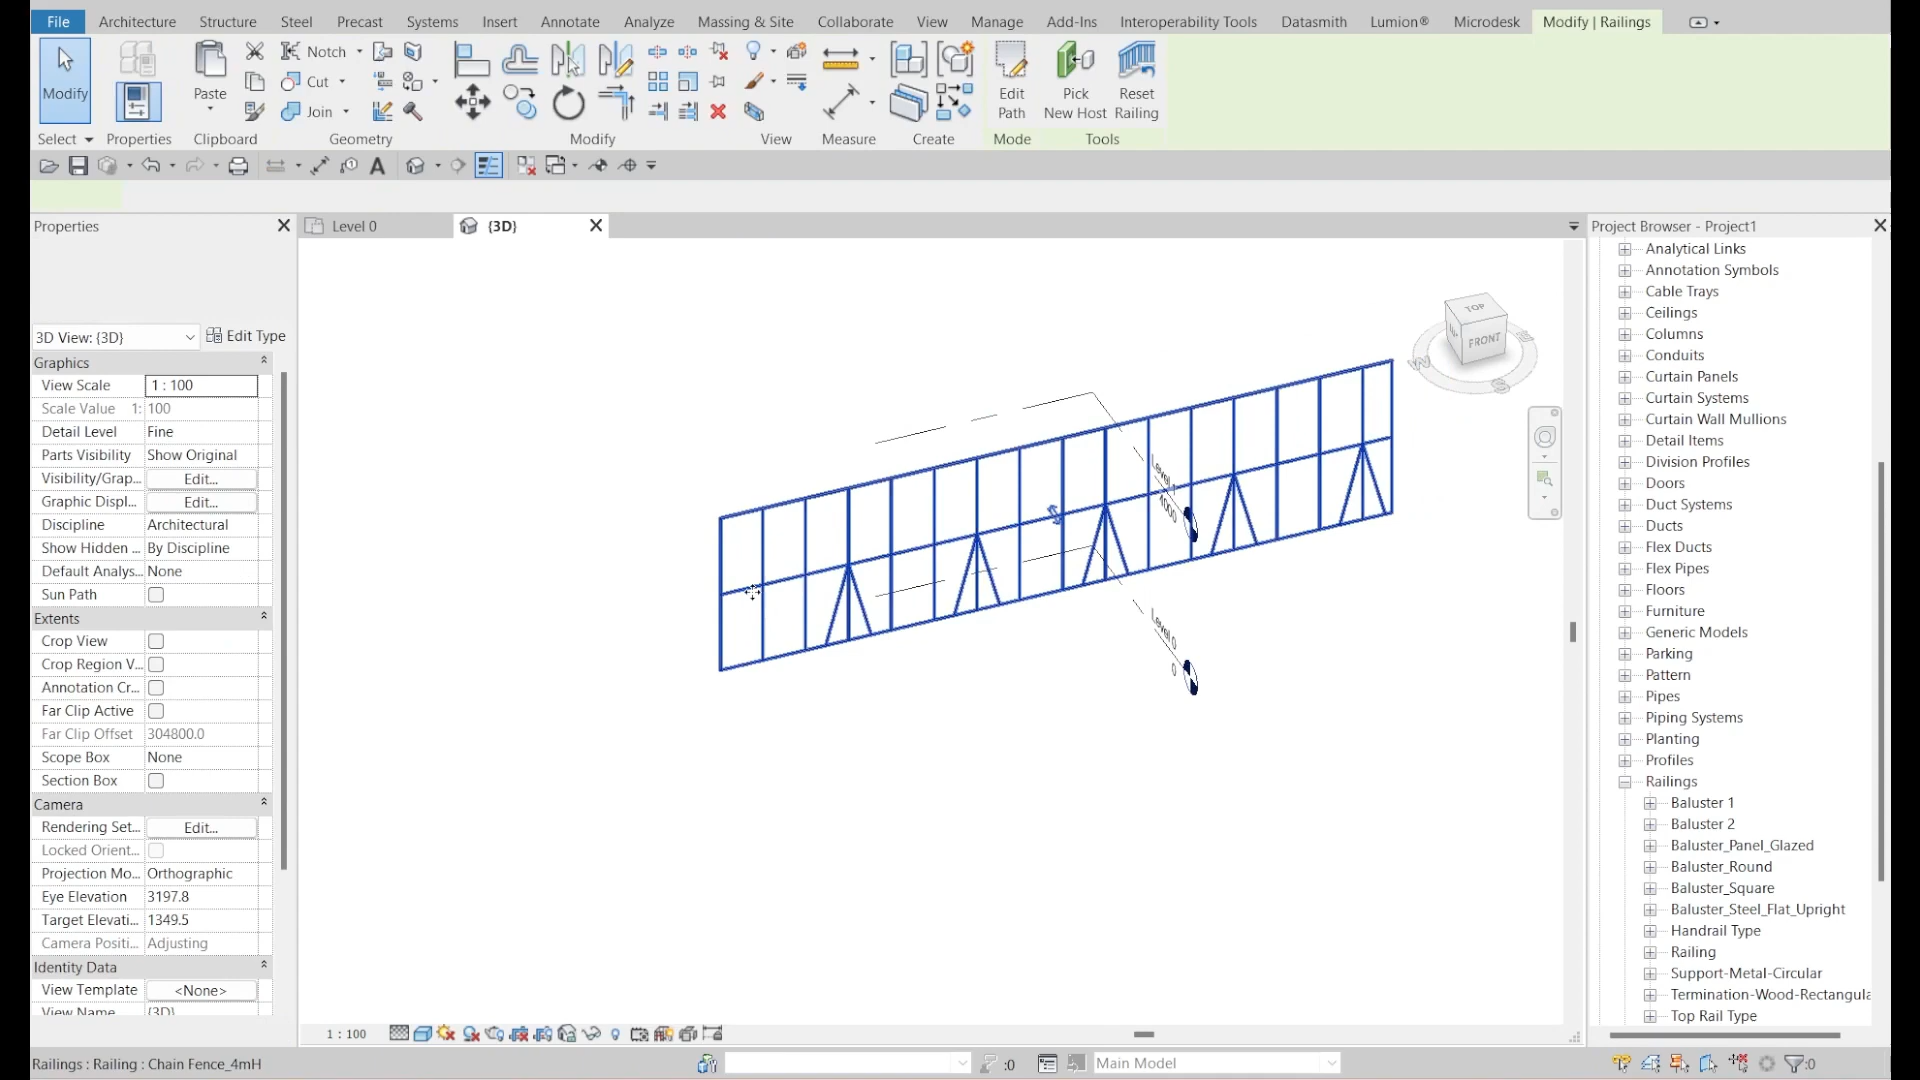 File Architecture Structure Steel Precast Systems Insert Annotate Analyze Massing & Site Collaborate View Manage Add-Ins Interoperability Tools Datasmith Lumion® Microdesk Modify | Railings
Modify Paste Notch Cut Join Edit Path Pick New Host Reset Railing
Select Properties Clipboard Geometry Modify View Measure Create Mode Tools
Properties
Level 0 {3D}
Project Browser - Project1
3D View: {3D} Edit Type
Graphics
View Scale 1 : 100
Scale Value 1: 100
Detail Level Fine
Parts Visibility Show Original
Visibility/Grap... Edit...
Graphic Displ... Edit...
Discipline Architectural
Show Hidden ... By Discipline
Default Analys... None
Sun Path
Extents
Crop View
Crop Region V...
Annotation Cr...
Far Clip Active
Far Clip Offset 304800.0
Scope Box None
Section Box
Camera
Rendering Set... Edit...
Locked Orient...
Projection Mo... Orthographic
Eye Elevation 3197.8
Target Elevati... 1349.5
Camera Positi... Adjusting
Identity Data
View Template <None>
View Name {3D}
TOP
FRONT
W
S
E
Level 0
0
Analytical Links
Annotation Symbols
Cable Trays
Ceilings
Columns
Conduits
Curtain Panels
Curtain Systems
Curtain Wall Mullions
Detail Items
Division Profiles
Doors
Duct Systems
Ducts
Flex Ducts
Flex Pipes
Floors
Furniture
Generic Models
Parking
Pattern
Pipes
Piping Systems
Planting
Profiles
Railings
Baluster 1
Baluster 2
Baluster_Panel_Glazed
Baluster_Round
Baluster_Square
Baluster_Steel_Flat_Upright
Handrail Type
Railing
Support-Metal-Circular
Termination-Wood-Rectangula
Top Rail Type
1 : 100
Railings : Railing : Chain Fence_4mH
:0
Main Model
:0